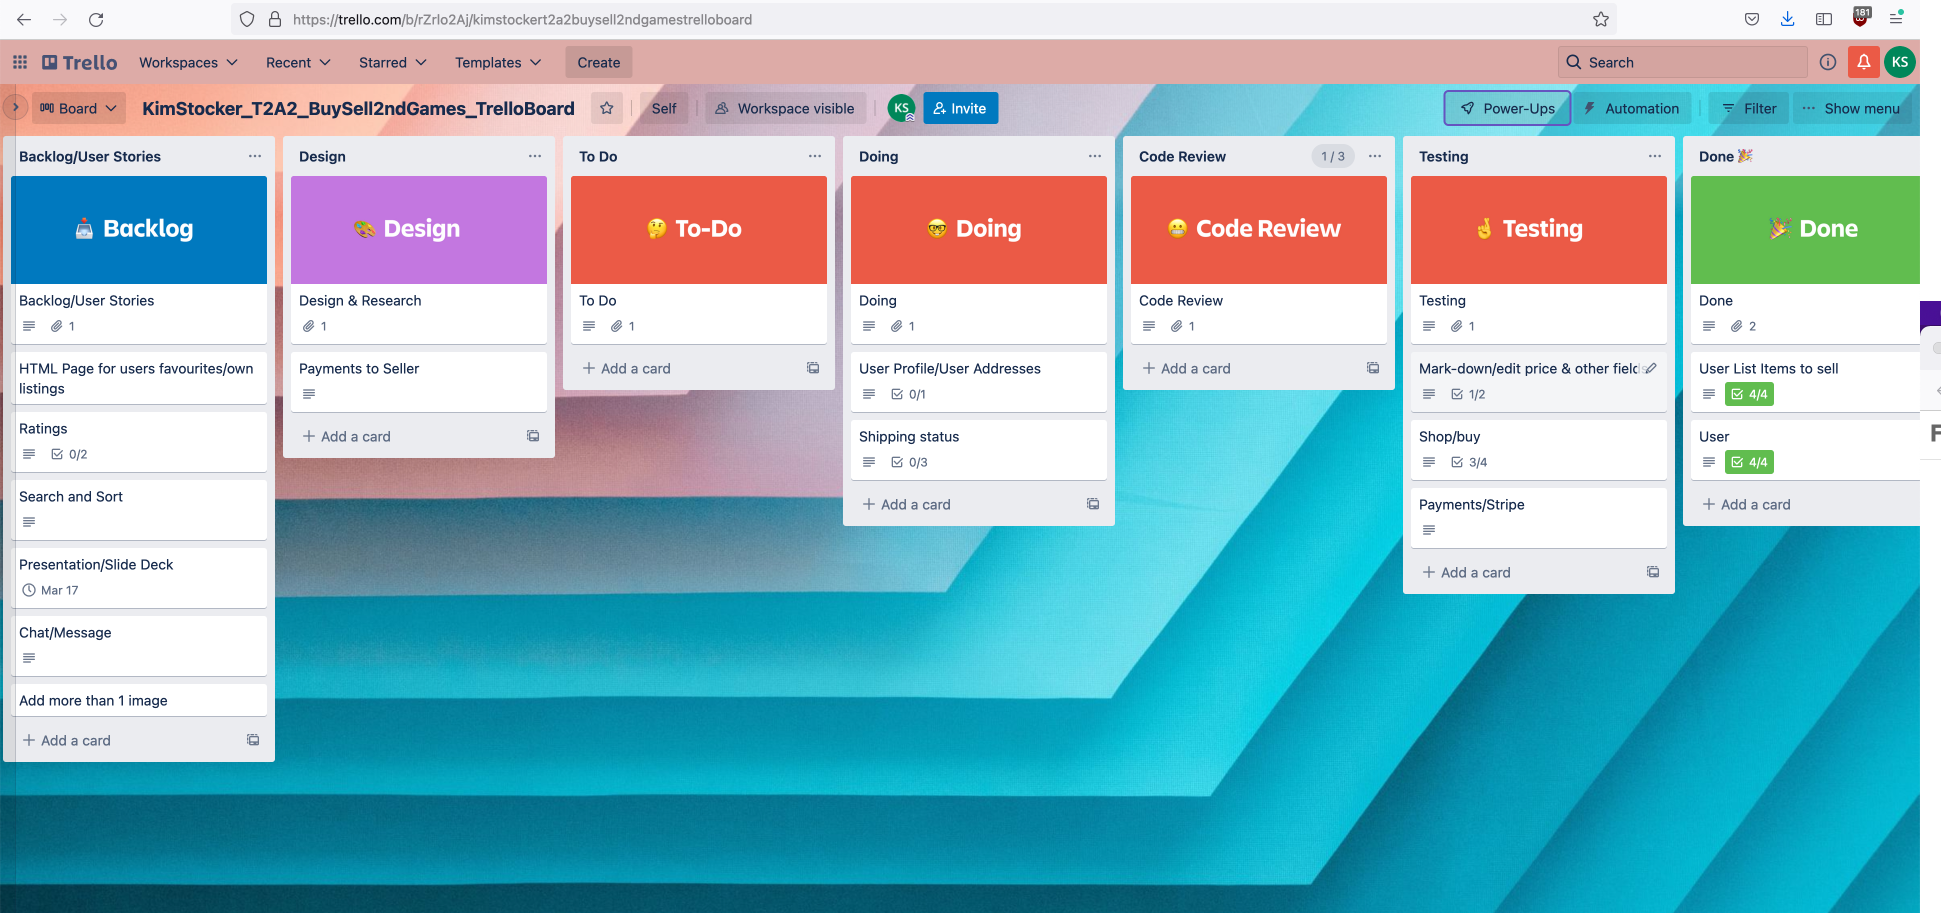 https://trello.com/b/rZrlo2Aj/kimstockert2a2buysell2ndgamestrelloboard
181
Trello
Workspaces
Recent
Starred
Templates
Create
Search
KS
Board
KimStocker_T2A2_BuySell2ndGames_TrelloBoard
Self
Workspace visible
KS
Invite
Power-Ups
Automation
Filter
Show menu
Backlog/User Stories
Backlog
Backlog/User Stories
1
HTML Page for users favourites/own
listings
Ratings
0/2
Search and Sort
Presentation/Slide Deck
Mar 17
Chat/Message
Add more than 1 image
+ Add a card
Design
Design
Design & Research
1
Payments to Seller
+ Add a card
To Do
To-Do
To Do
1
+ Add a card
Doing
Doing
Doing
1
User Profile/User Addresses
0/1
Shipping status
0/3
+ Add a card
Code Review
1 / 3
Code Review
Code Review
1
+ Add a card
Testing
Testing
Testing
1
Mark-down/edit price & other fields
1/2
Shop/buy
3/4
Payments/Stripe
+ Add a card
Done 🎉
Done
Done
2
User List Items to sell
4/4
User
4/4
+ Add a card
F